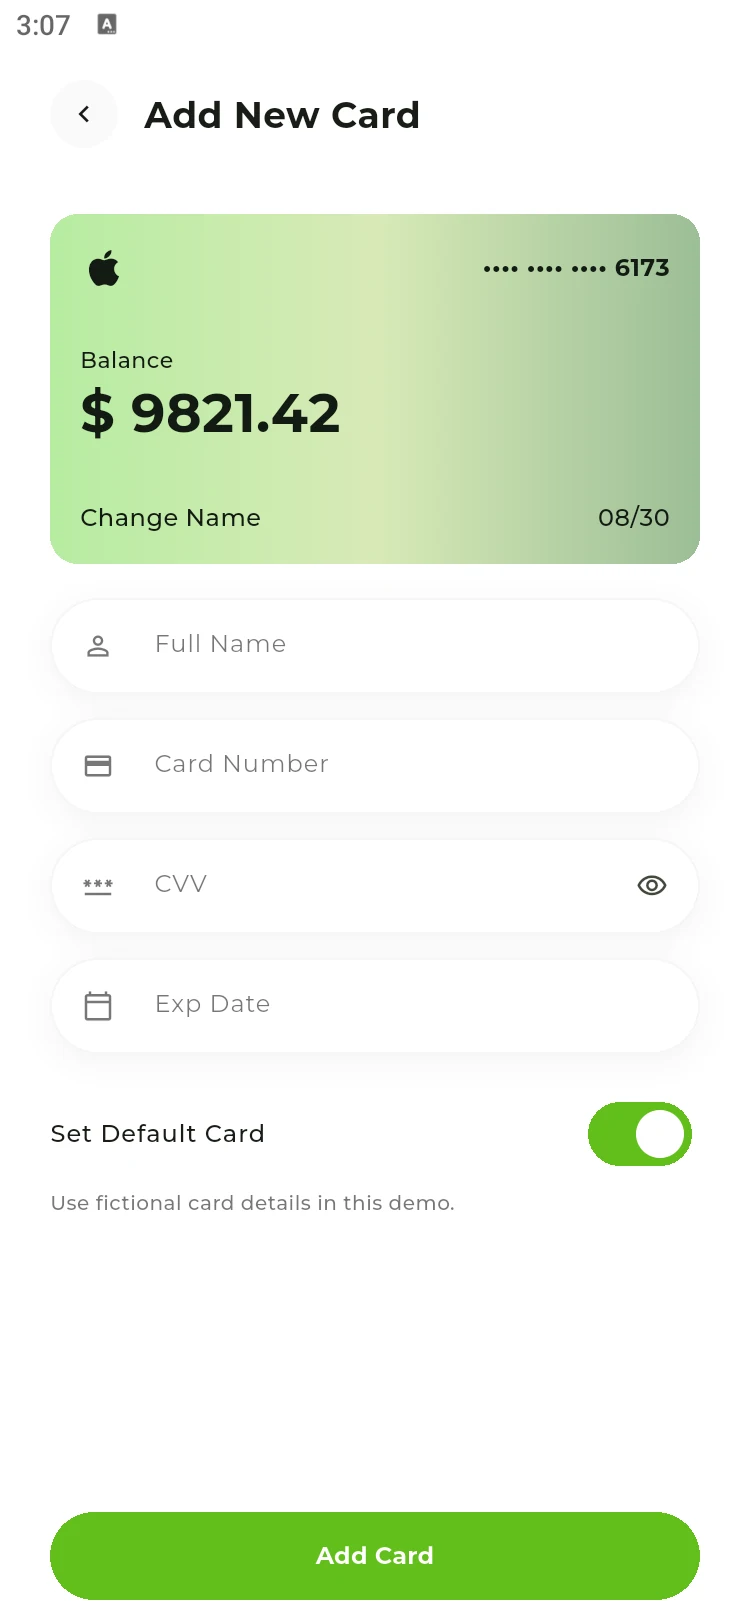 3:07
Add New Card
•••• •••• •••• 6173
Balance
$ 9821.42
Change Name 08/30
Full Name
Card Number
*** CVV
Exp Date
Set Default Card
Use fictional card details in this demo.
Add Card